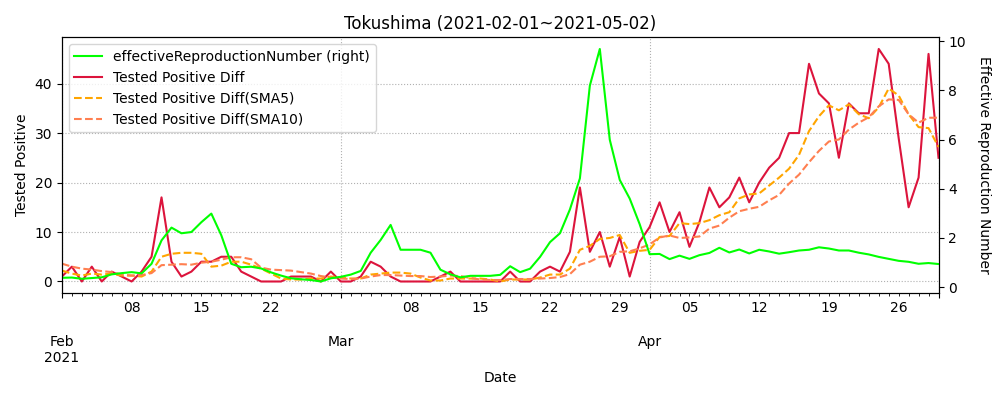 Tokushima (2021-02-01~2021-05-02)
effectiveReproductionNumber (right)
Tested Positive Diff
Tested Positive Diff(SMA5)
Tested Positive Diff(SMA10)
Tested Positive
40
30
20
10
0
Effective Reproduction Number
10
8
6
4
2
0
08
15
22
08
15
22
29
05
12
19
26
Feb
2021
Mar
Apr
Date